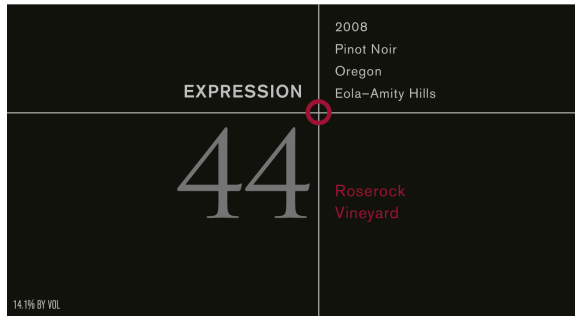 EXPRESSION
44
2008
Pinot Noir
Oregon
Eola–Amity Hills
Roserock
Vineyard
14.1% BY VOL